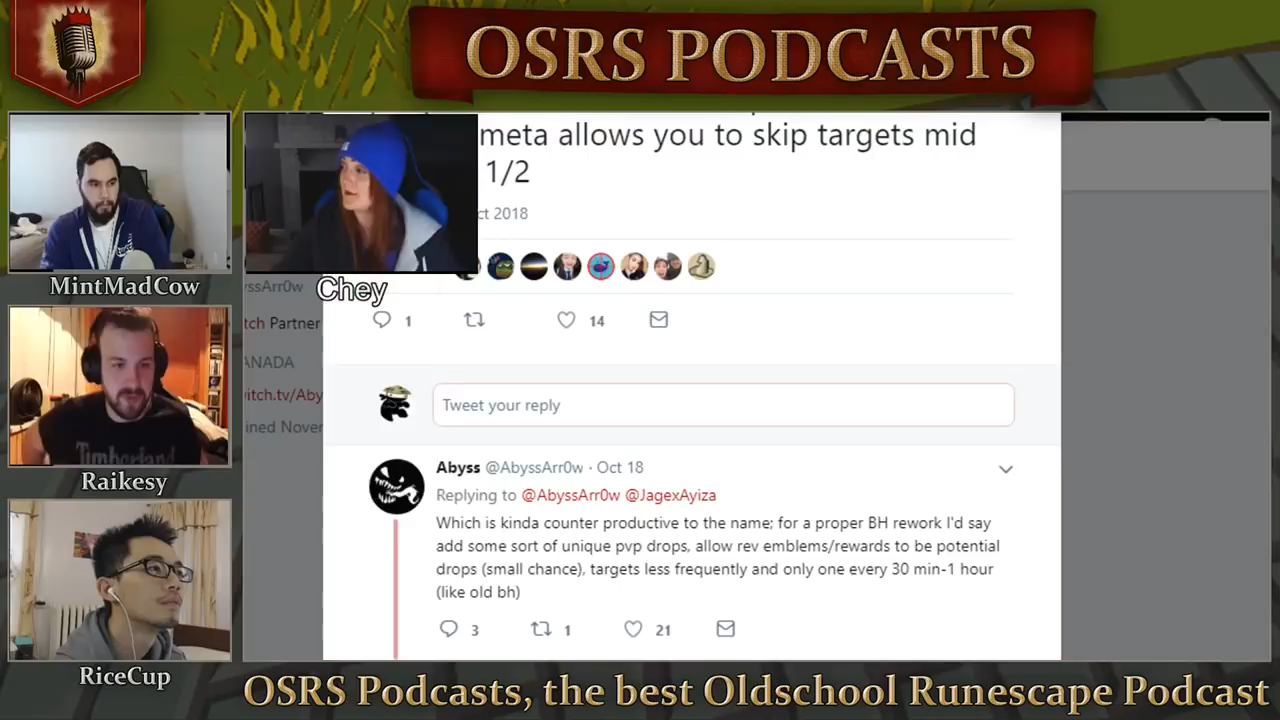 OSRS PODCASTS
meta allows you to skip targets mid
1/2
ct 2018
MintMadCow
Chey
ssArr0w
tch Partner
1
14
ANADA
Tweet your reply
witch.tv/Aby
ined Novem
Timberland
Raikesy
Abyss @AbyssArr0w · Oct 18
Replying to @AbyssArr0w @JagexAyiza
Which is kinda counter productive to the name; for a proper BH rework I'd say
add some sort of unique pvp drops, allow rev emblems/rewards to be potential
drops (small chance), targets less frequently and only one every 30 min-1 hour
(like old bh)
3
1
21
RiceCup
OSRS Podcasts, the best Oldschool Runescape Podcast